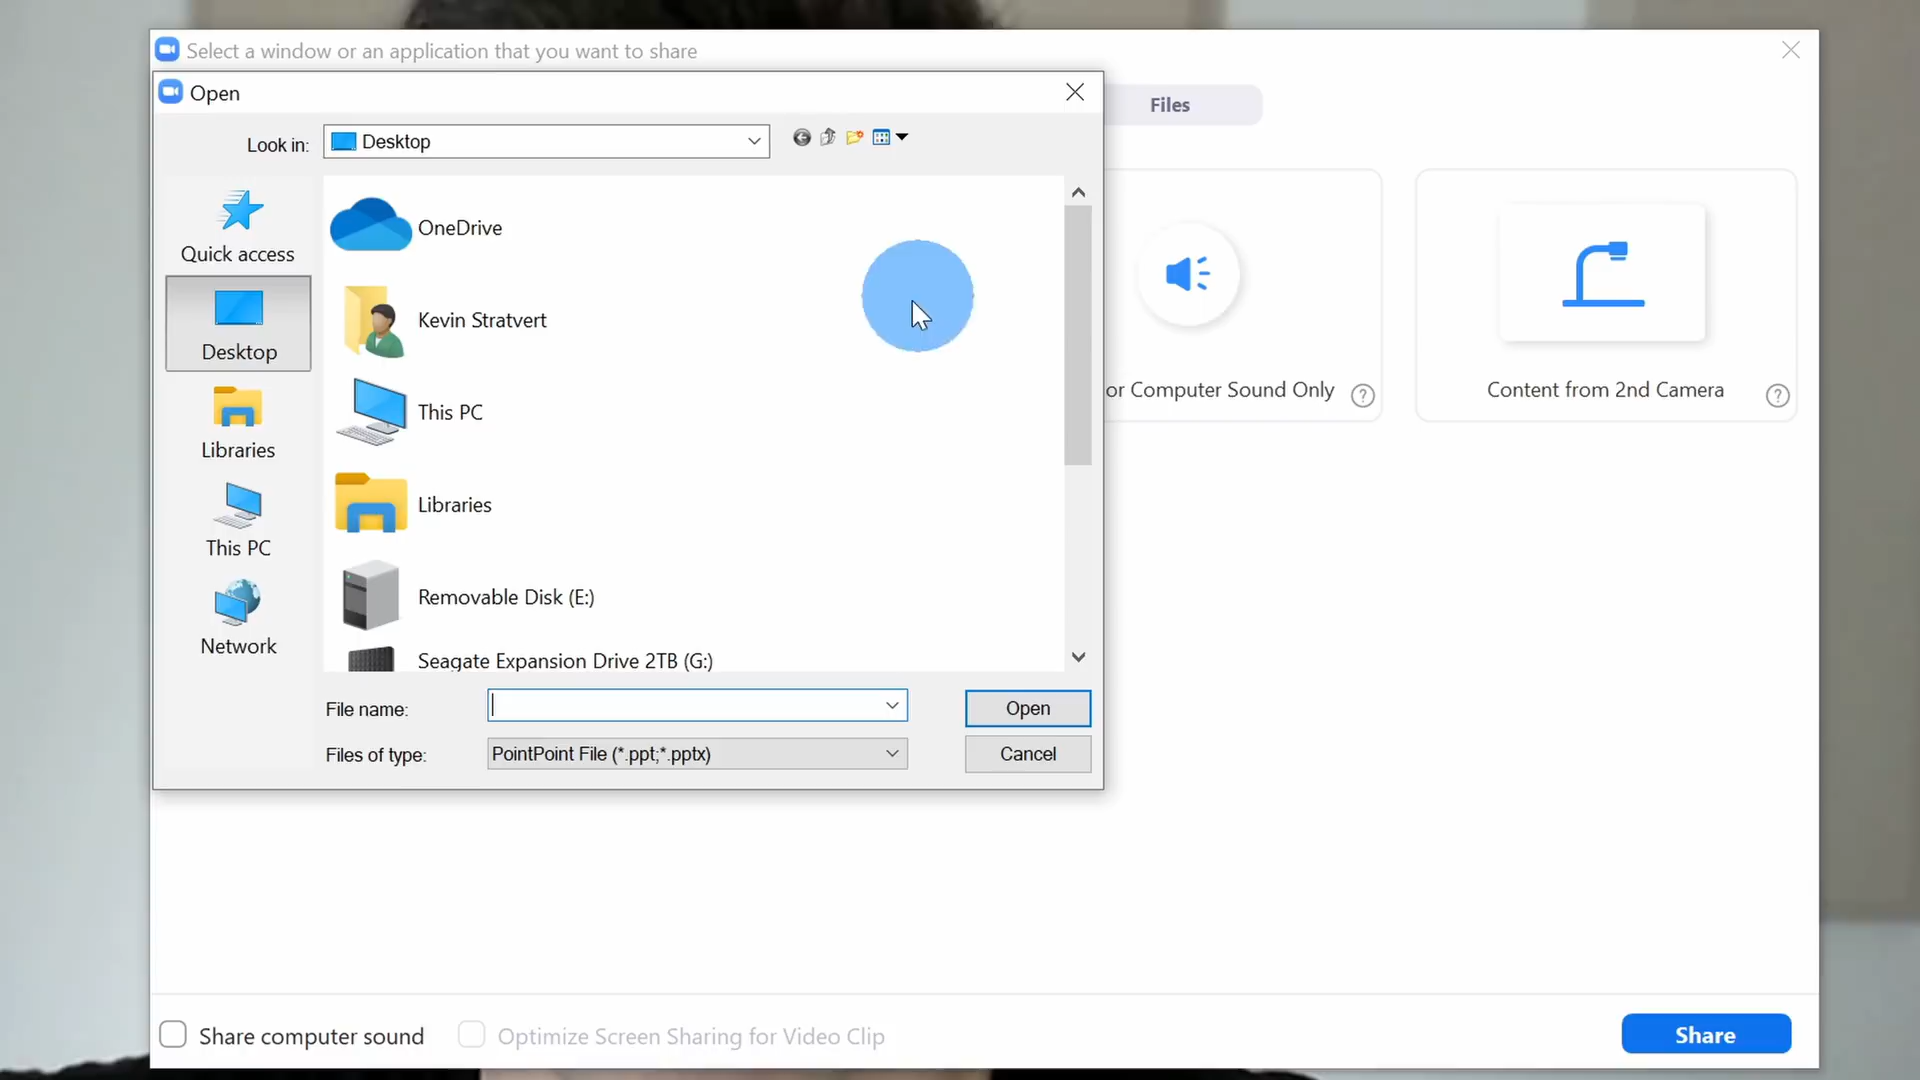 Select a window or an application that you want to share
Open
Files
Look in:
Desktop
Quick access
Desktop
Libraries
This PC
Network
OneDrive
Kevin Stratvert
This PC
Libraries
Removable Disk (E:)
Seagate Expansion Drive 2TB (G:)
or Computer Sound Only
?
Content from 2nd Camera
?
File name:
Open
Files of type:
PointPoint File (*.ppt;*.pptx)
Cancel
Share computer sound
Optimize Screen Sharing for Video Clip
Share